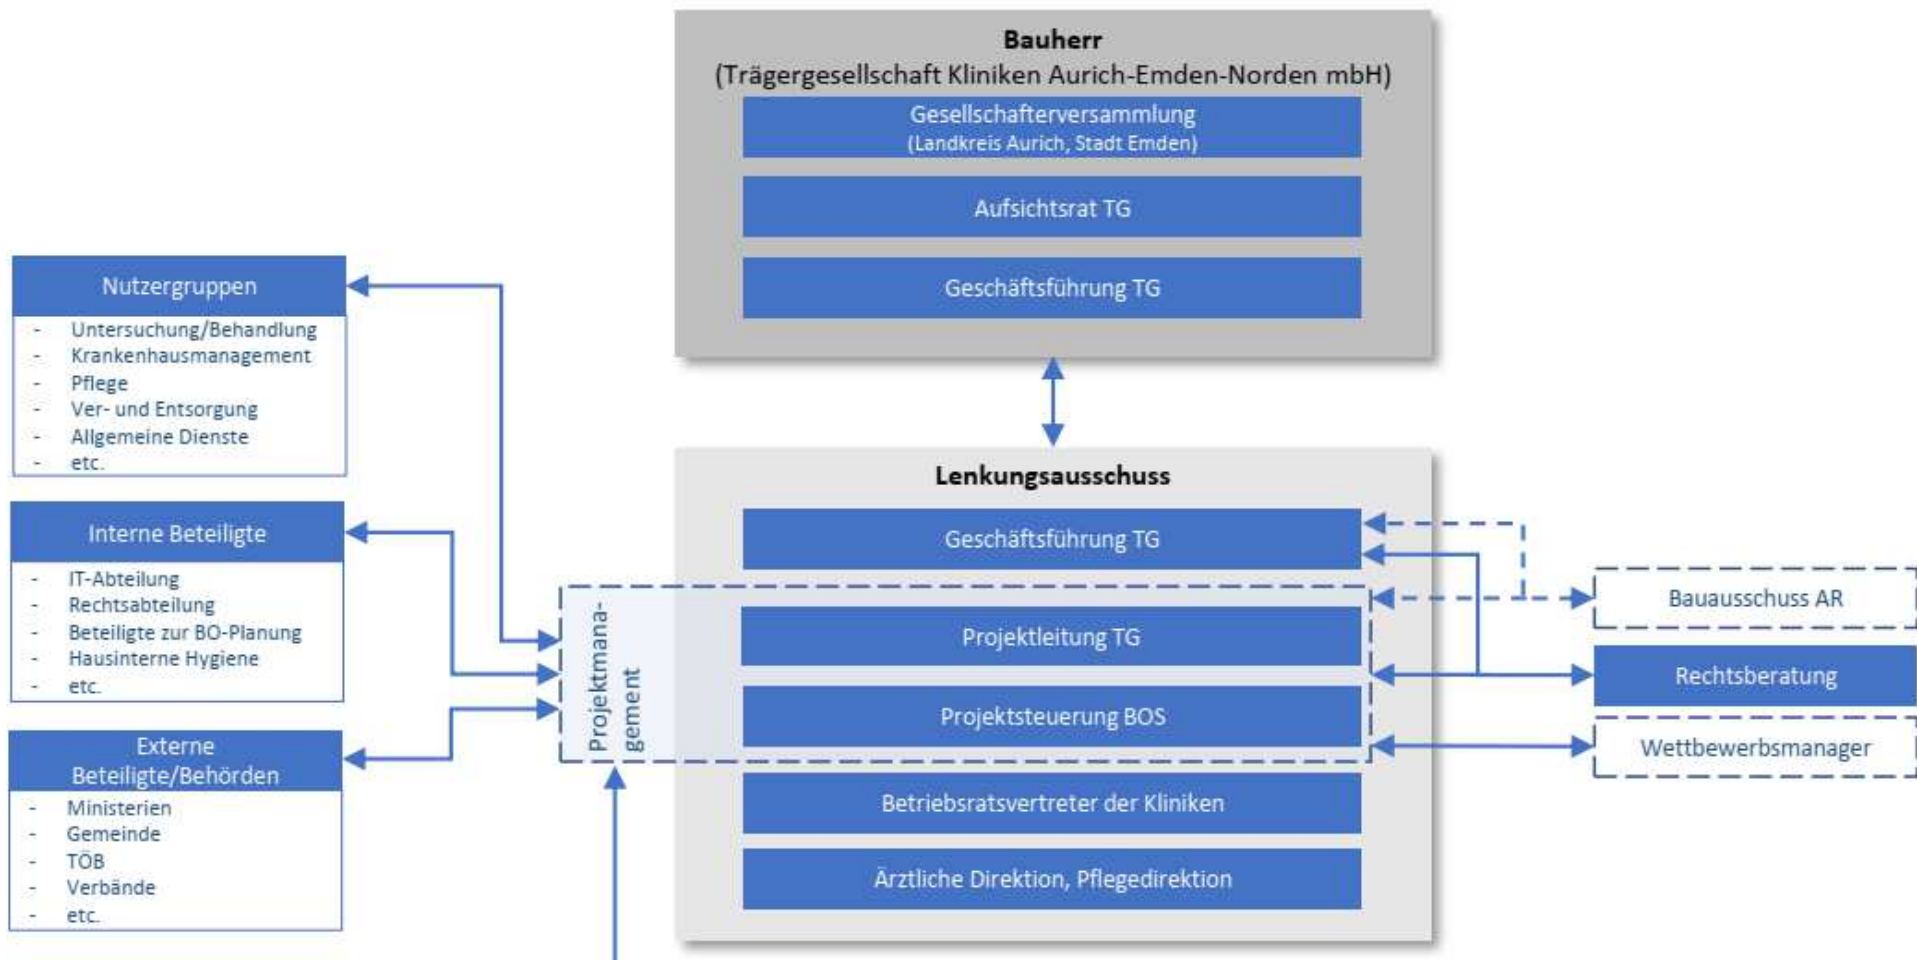 Bauherr
(Trägergesellschaft Kliniken Aurich-Emden-Norden mbH)
Gesellschafterversammlung
(Landkreis Aurich, Stadt Emden)
Aufsichtsrat TG
Geschäftsführung TG
Nutzergruppen
- Untersuchung/Behandlung
- Krankenhausmanagement
- Pflege
- Ver- und Entsorgung
- Allgemeine Dienste
- etc.
Interne Beteiligte
- IT-Abteilung
- Rechtsabteilung
- Beteiligte zur BO-Planung
- Hausinterne Hygiene
- etc.
Externe
Beteiligte/Behörden
- Ministerien
- Gemeinde
- TÖB
- Verbände
- etc.
Lenkungsausschuss
Geschäftsführung TG
Projektmana-
gement
Projektleitung TG
Projektsteuerung BOS
Betriebsratsvertreter der Kliniken
Ärztliche Direktion, Pflegedirektion
Bauausschuss AR
Rechtsberatung
Wettbewerbsmanager